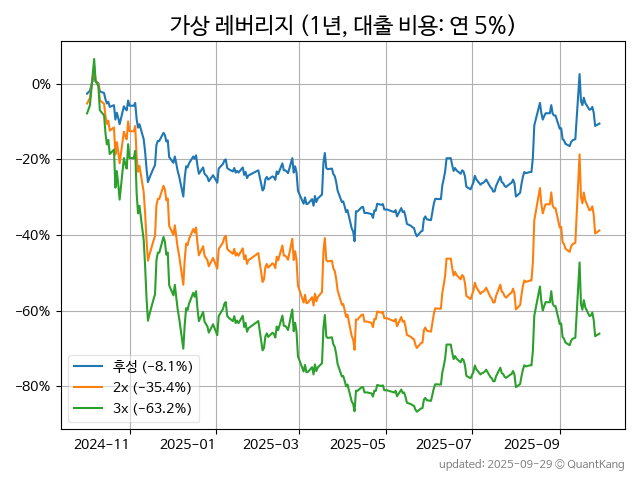 가상 레버리지 (1년, 대출 비용: 연 5%)
0%
−20%
−40%
−60%
−80%
후성 (−8.1%)
2x (−35.4%)
3x (−63.2%)
2024-11 2025-01 2025-03 2025-05 2025-07 2025-09
updated: 2025-09-29 © QuantKang